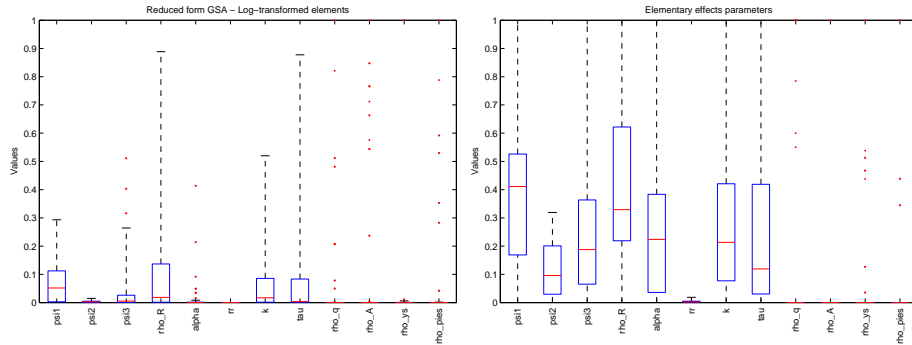 Reduced form GSA − Log−transformed elements
Values
1
0.9
0.8
0.7
0.6
0.5
0.4
0.3
0.2
0.1
0
psi1
psi2
psi3
rho_R
alpha
rr
k
tau
rho_q
rho_A
rho_ys
rho_pies
Elementary effects parameters
Values
1
0.9
0.8
0.7
0.6
0.5
0.4
0.3
0.2
0.1
0
psi1
psi2
psi3
rho_R
alpha
rr
k
tau
rho_q
rho_A
rho_ys
rho_pies